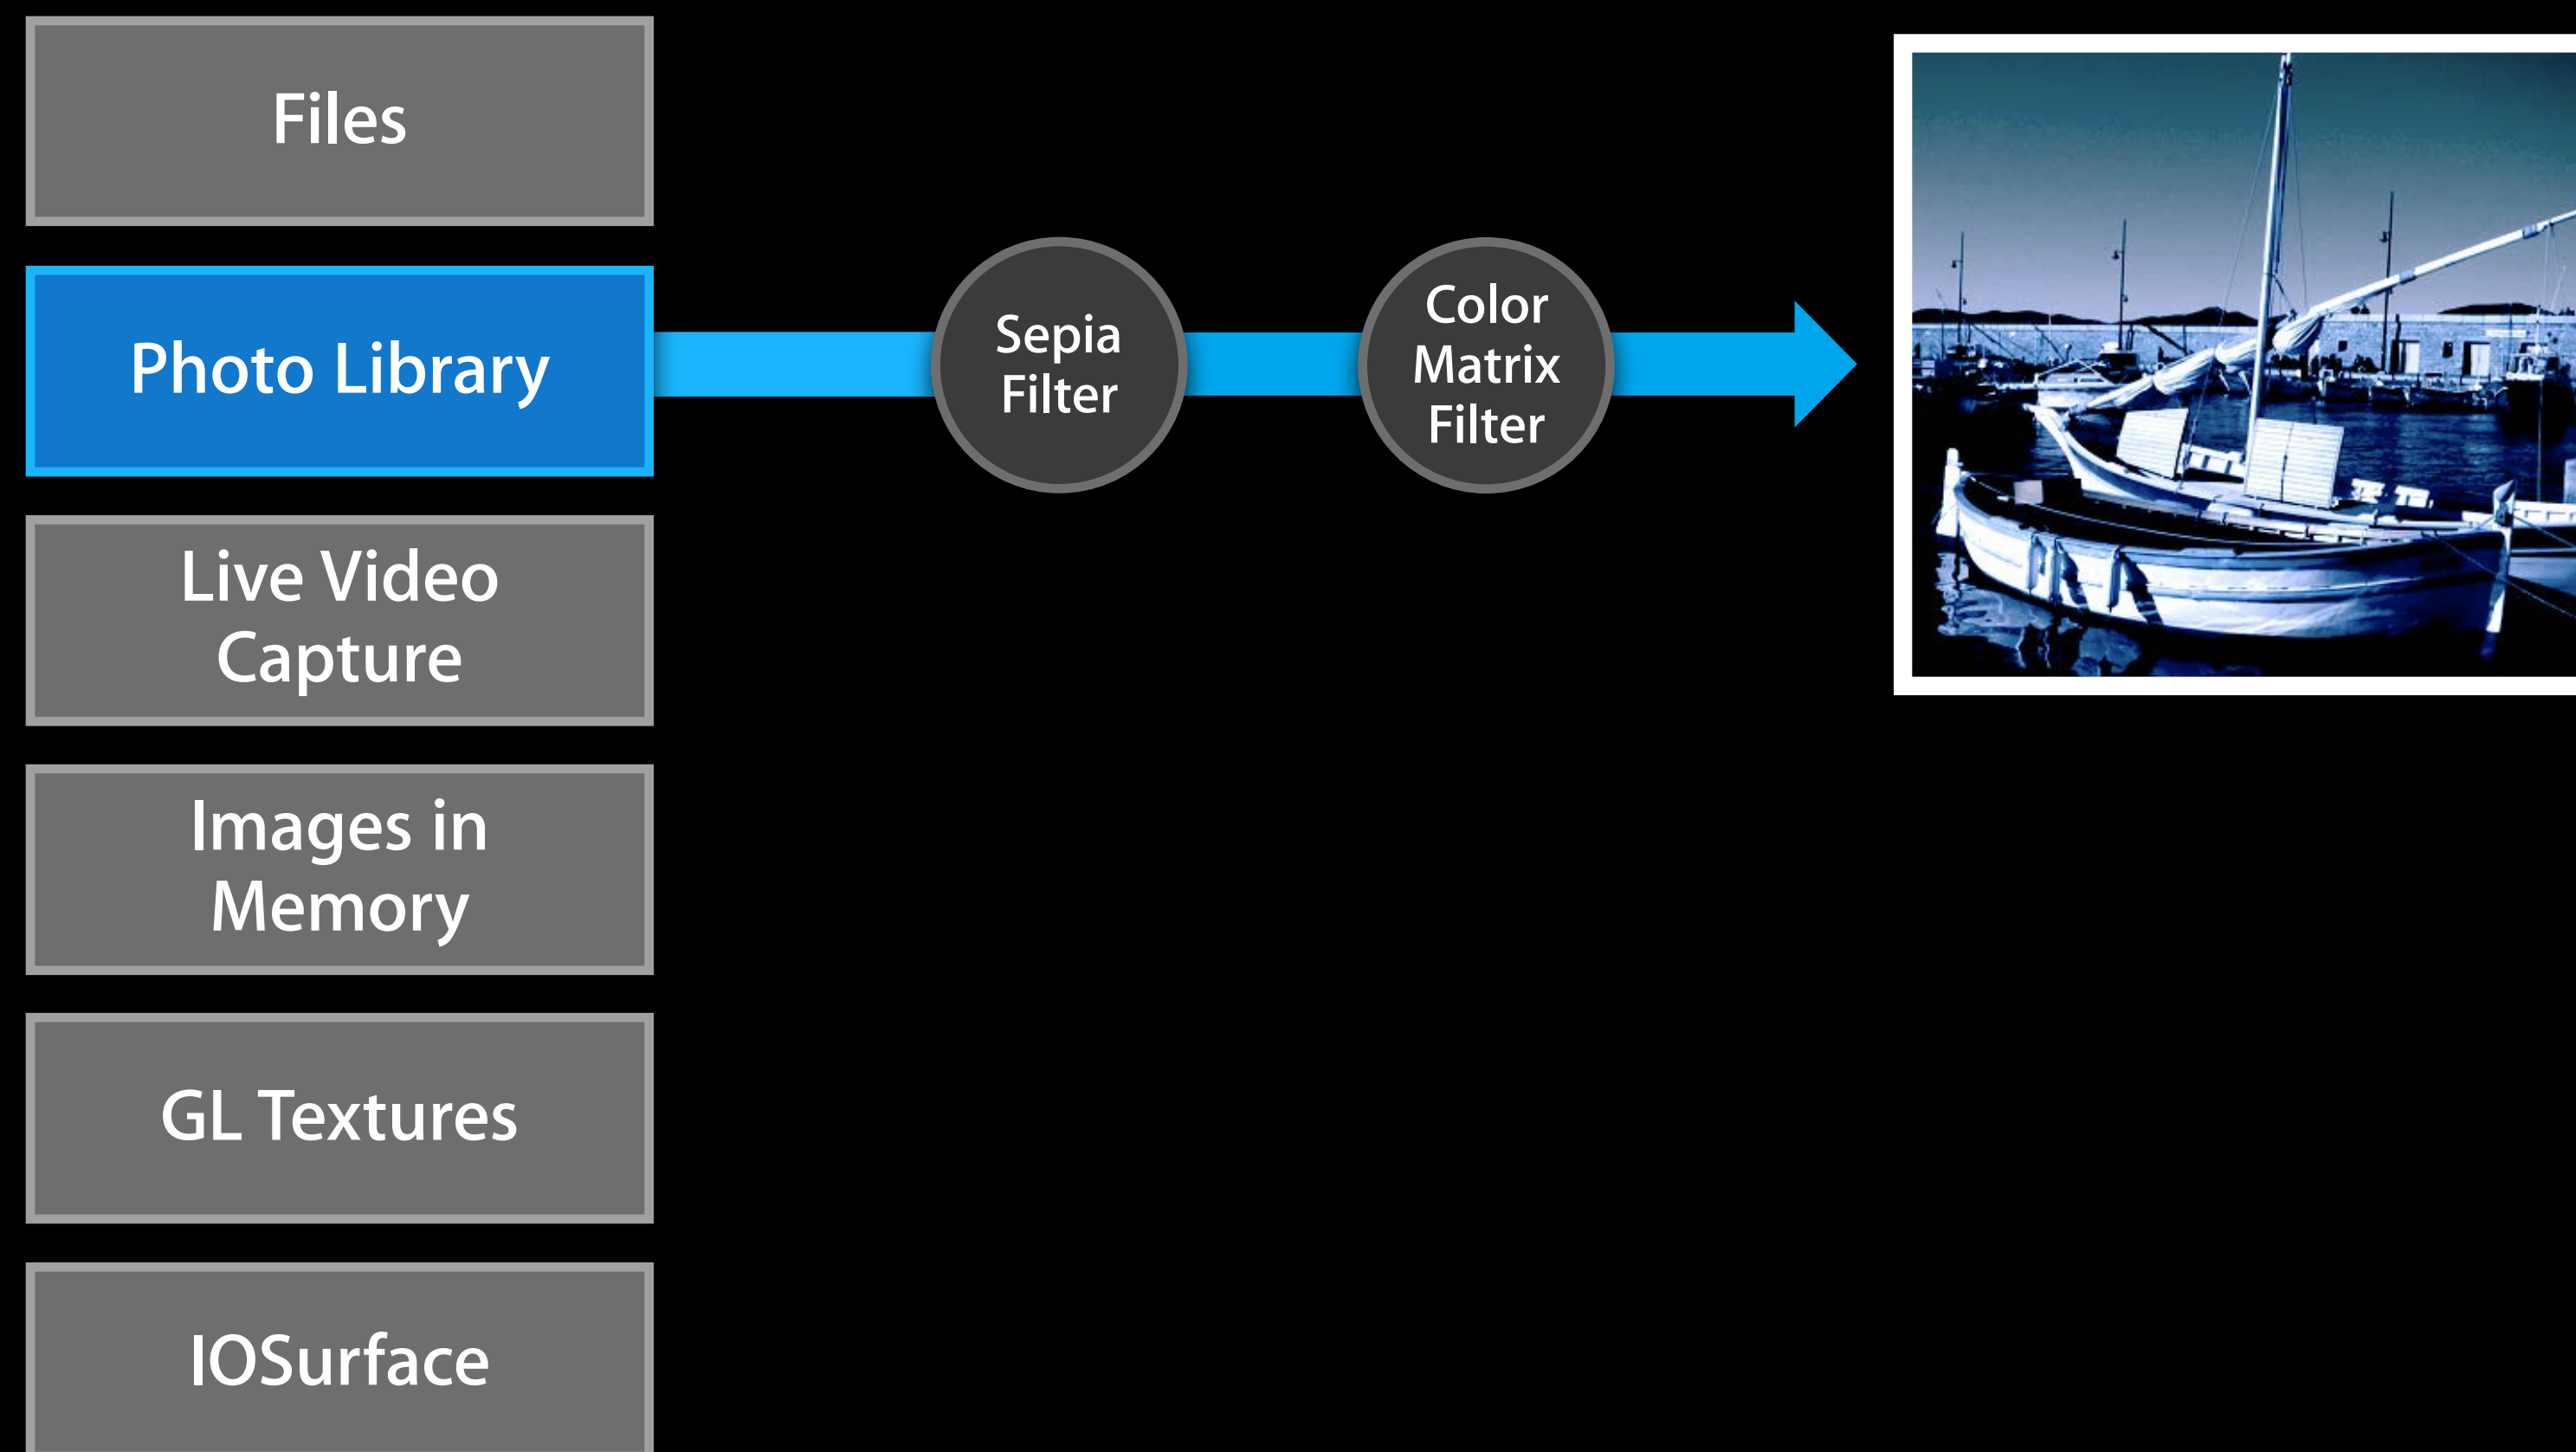 Files
Photo Library
Sepia
Filter
Color
Matrix
Filter
Live Video
Capture
Images in
Memory
GL Textures
IOSurface